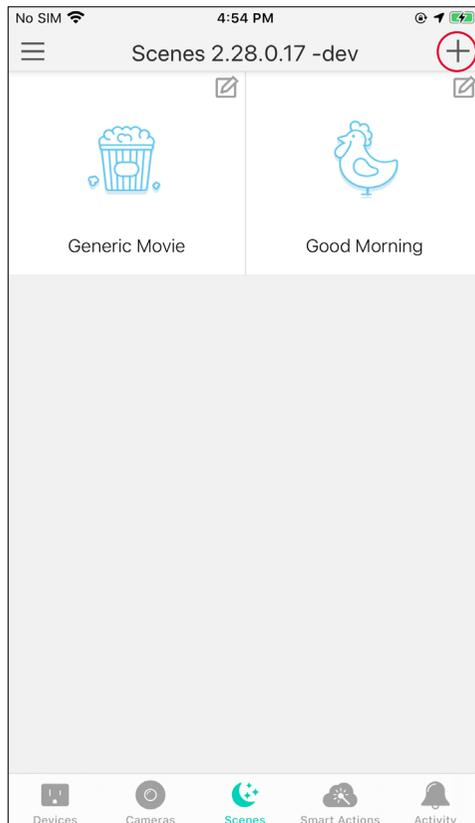 No SIM 4:54 PM
Scenes 2.28.0.17 -dev
Generic Movie Good Morning
Devices Cameras Scenes Smart Actions Activity